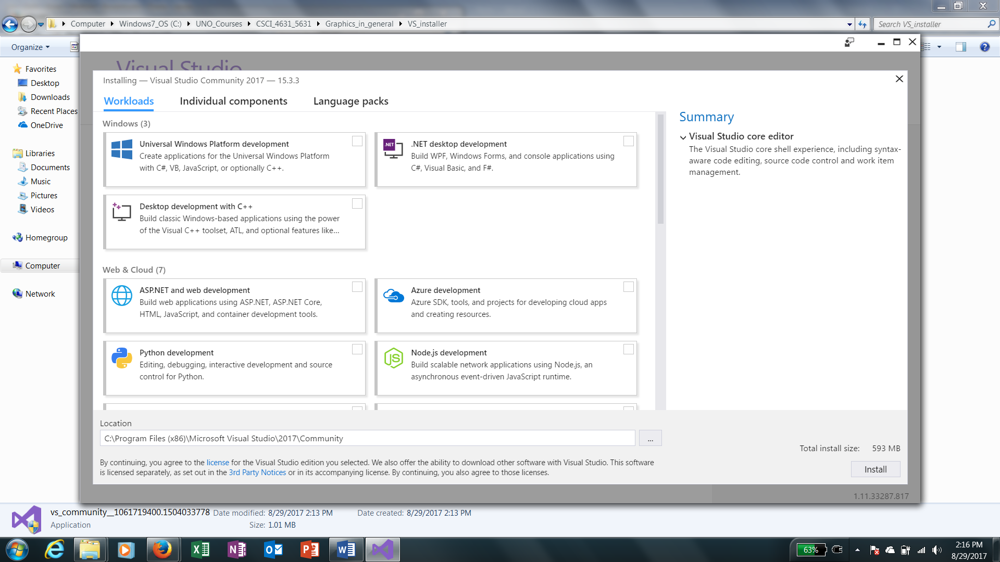 Computer Windows7_OS (C:) UNO_Courses CSCI_4631_5631 Graphics_in_general VS_installer
Search VS_installer
Organize
Visual Studio
Favorites
Desktop
Downloads
Recent Places
OneDrive
Libraries
Documents
Music
Pictures
Videos
Homegroup
Computer
Network
Installing — Visual Studio Community 2017 — 15.3.3
Workloads Individual components Language packs
Windows (3)
Universal Windows Platform development
Create applications for the Universal Windows Platform
with C#, VB, JavaScript, or optionally C++.
.NET
.NET desktop development
Build WPF, Windows Forms, and console applications using
C#, Visual Basic, and F#.
Desktop development with C++
Build classic Windows-based applications using the power
of the Visual C++ toolset, ATL, and optional features like...
Web & Cloud (7)
ASP.NET and web development
Build web applications using ASP.NET, ASP.NET Core,
HTML, JavaScript, and container development tools.
Azure development
Azure SDK, tools, and projects for developing cloud apps
and creating resources.
Python development
Editing, debugging, interactive development and source
control for Python.
JS
Node.js development
Build scalable network applications using Node.js, an
asynchronous event-driven JavaScript runtime.
Summary
Visual Studio core editor
The Visual Studio core shell experience, including syntax-
aware code editing, source code control and work item
management.
Location
C:\Program Files (x86)\Microsoft Visual Studio\2017\Community
...
By continuing, you agree to the license for the Visual Studio edition you selected. We also offer the ability to download other software with Visual Studio. This software
is licensed separately, as set out in the 3rd Party Notices or in its accompanying license. By continuing, you also agree to those licenses.
Total install size: 593 MB
Install
1.11.33287.817
vs_community__1061719400.1504033778 Date modified: 8/29/2017 2:13 PM Date created: 8/29/2017 2:13 PM
Application Size: 1.01 MB
63%
2:16 PM
8/29/2017